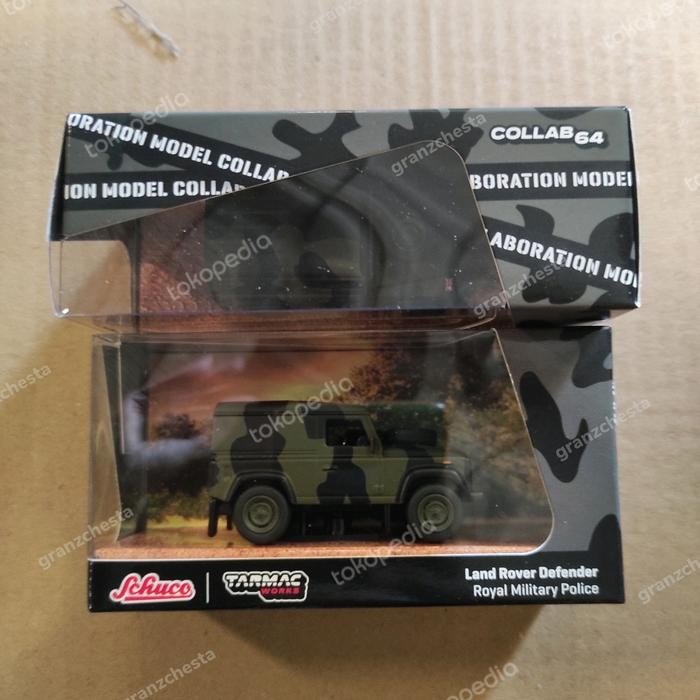 ORATION MODEL COLLAB
ION MODEL COLLA
COLLAB64
BORATION MODEL
LABORATION MO
Schuco
TARMAC
WORKS
Land Rover Defender
Royal Military Police
tokopedia
granzchesta